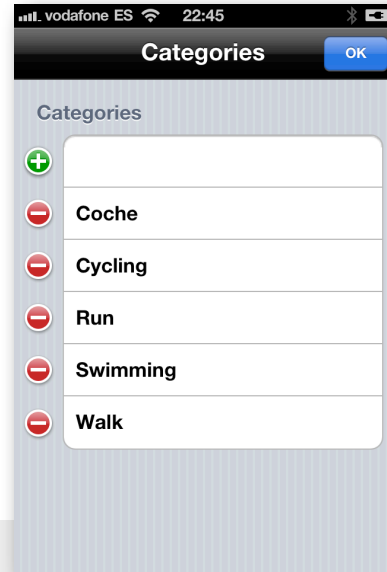 vodafone ES 22:45
Categories
OK
Categories
Coche
Cycling
Run
Swimming
Walk